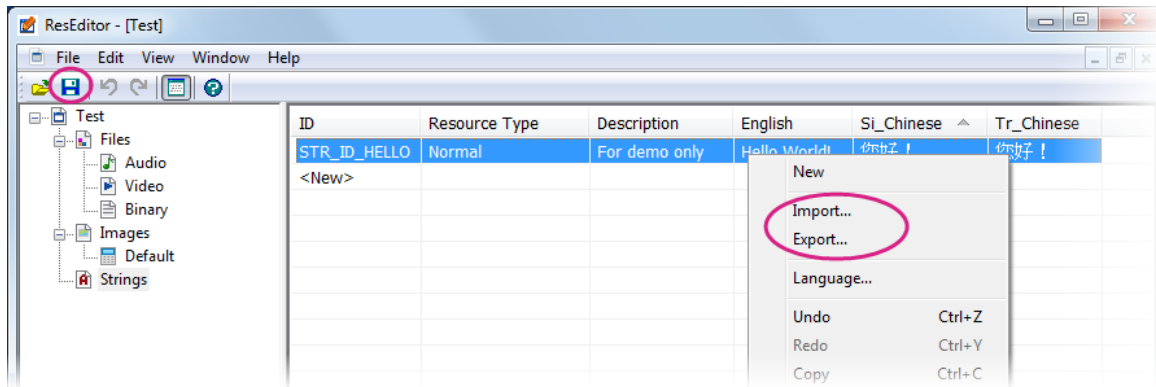 ResEditor - [Test]
File Edit View Window Help
Test
Files
Audio
Video
Binary
Images
Default
Strings
ID Resource Type Description English Si_Chinese Tr_Chinese
STR_ID_HELLO Normal For demo only Hello World! 您好！ 您好！
<New>
New
Import...
Export...
Language...
Undo Ctrl+Z
Redo Ctrl+Y
Copy Ctrl+C